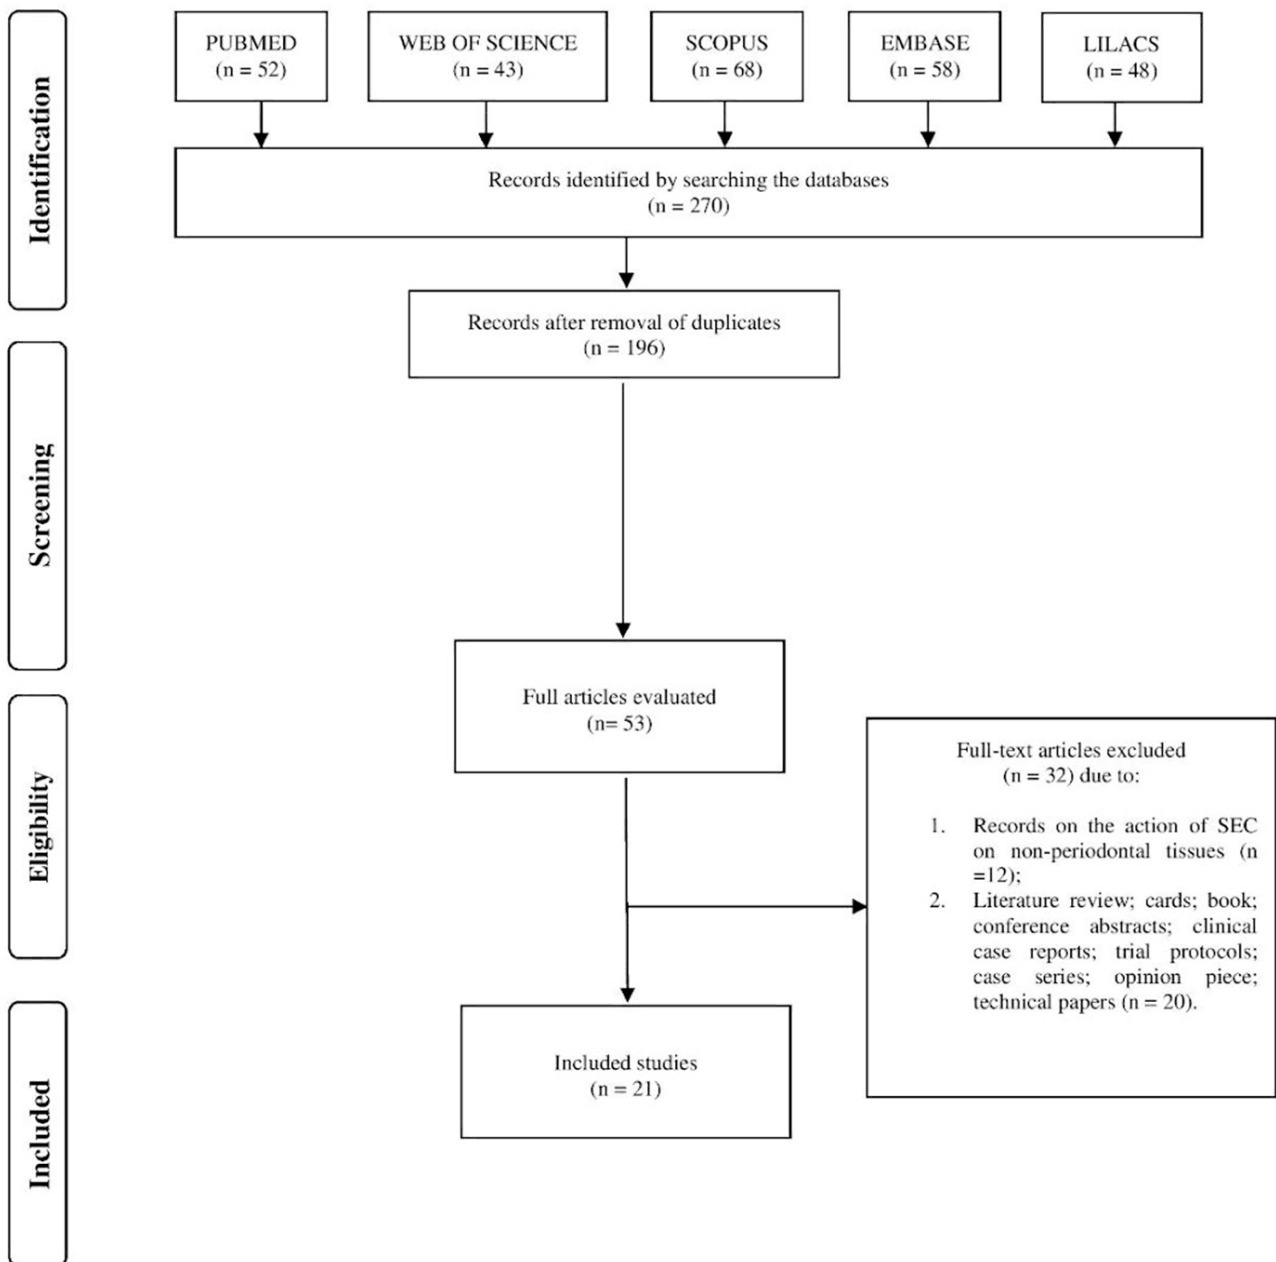 Identification
PUBMED
(n = 52)
WEB OF SCIENCE
(n = 43)
SCOPUS
(n = 68)
EMBASE
(n = 58)
LILACS
(n = 48)
Records identified by searching the databases
(n = 270)
Records after removal of duplicates
(n = 196)
Screening
Full articles evaluated
(n= 53)
Eligibility
Full-text articles excluded
(n = 32) due to:
1. Records on the action of SEC
on non-periodontal tissues (n
=12);
2. Literature review; cards; book;
conference abstracts; clinical
case reports; trial protocols;
case series; opinion piece;
technical papers (n = 20).
Included
Included studies
(n = 21)